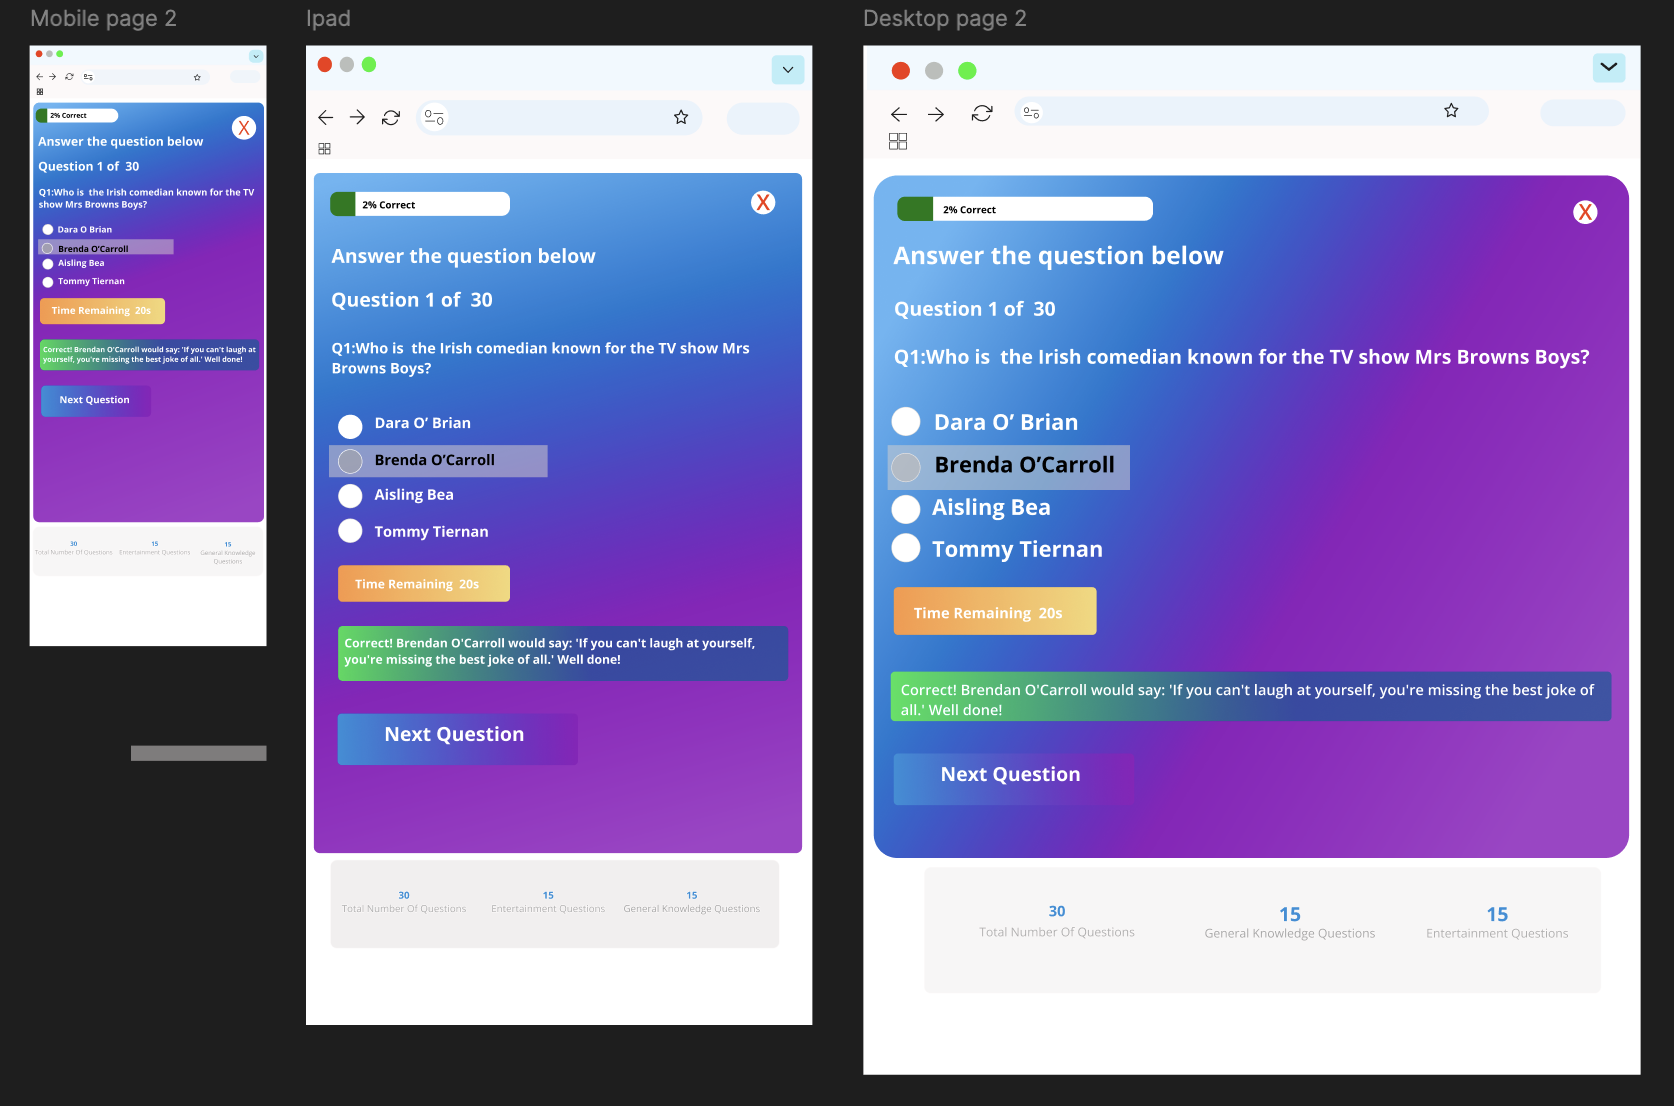 Mobile page 2
2% Correct
X
Answer the question below
Question 1 of 30
Q1:Who is the Irish comedian known for the TV
show Mrs Browns Boys?
Dara O Brian
Brenda O'Carroll
Aisling Bea
Tommy Tiernan
Time Remaining 20s
Correct! Brendan O'Carroll would say: 'If you can't laugh at
yourself, you're missing the best joke of all.' Well done!
Next Question
30
Total Number Of Questions
15
Entertainment Questions
15
General Knowledge
Questions
Ipad
2% Correct
X
Answer the question below
Question 1 of 30
Q1:Who is the Irish comedian known for the TV show Mrs
Browns Boys?
Dara O' Brian
Brenda O'Carroll
Aisling Bea
Tommy Tiernan
Time Remaining 20s
Correct! Brendan O'Carroll would say: 'If you can't laugh at yourself,
you're missing the best joke of all.' Well done!
Next Question
30
Total Number Of Questions
15
Entertainment Questions
15
General Knowledge Questions
Desktop page 2
2% Correct
X
Answer the question below
Question 1 of 30
Q1:Who is the Irish comedian known for the TV show Mrs Browns Boys?
Dara O' Brian
Brenda O'Carroll
Aisling Bea
Tommy Tiernan
Time Remaining 20s
Correct! Brendan O'Carroll would say: 'If you can't laugh at yourself, you're missing the best joke of
all.' Well done!
Next Question
30
Total Number Of Questions
15
General Knowledge Questions
15
Entertainment Questions